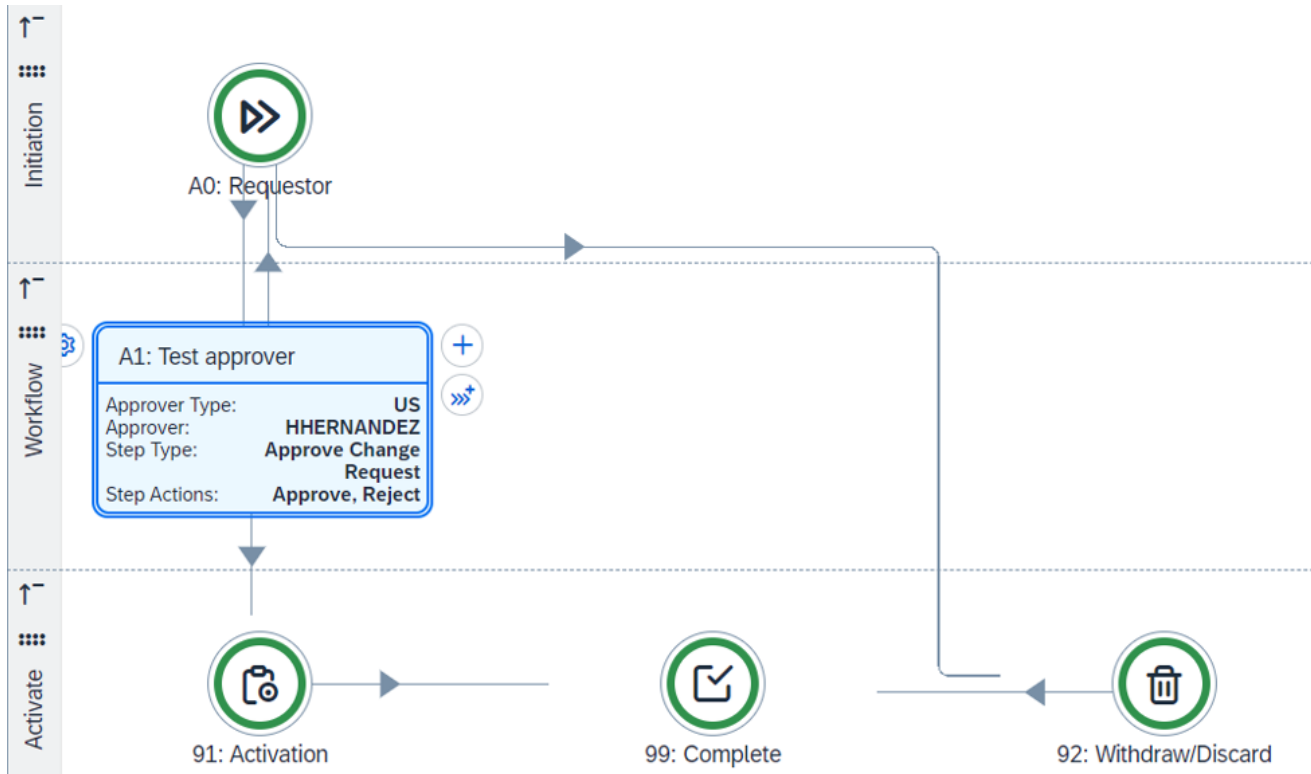 Initiation
A0: Requestor
Workflow
A1: Test approver
Approver Type: US
Approver: HHERNANDEZ
Step Type: Approve Change
Request
Step Actions: Approve, Reject
Activate
91: Activation
99: Complete
92: Withdraw/Discard